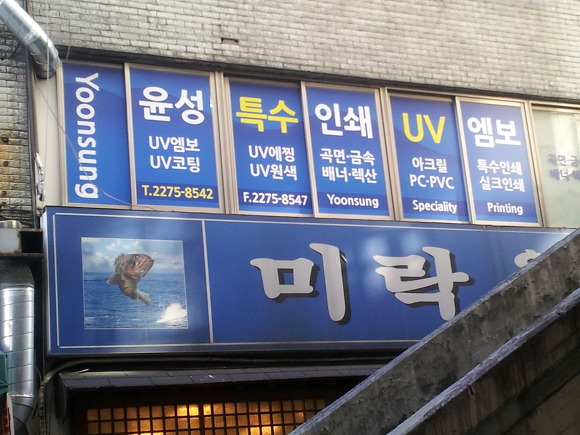 Yoonsung
윤성
UV엠보
UV코팅
T.2275-8542
특수
UV에찡
UV원색
F.2275-8547
인쇄
곡면·금속
배너·렉산
Yoonsung
UV
아크릴
PC·PVC
Speciality
엠보
특수인쇄
실크인쇄
Printing
미락